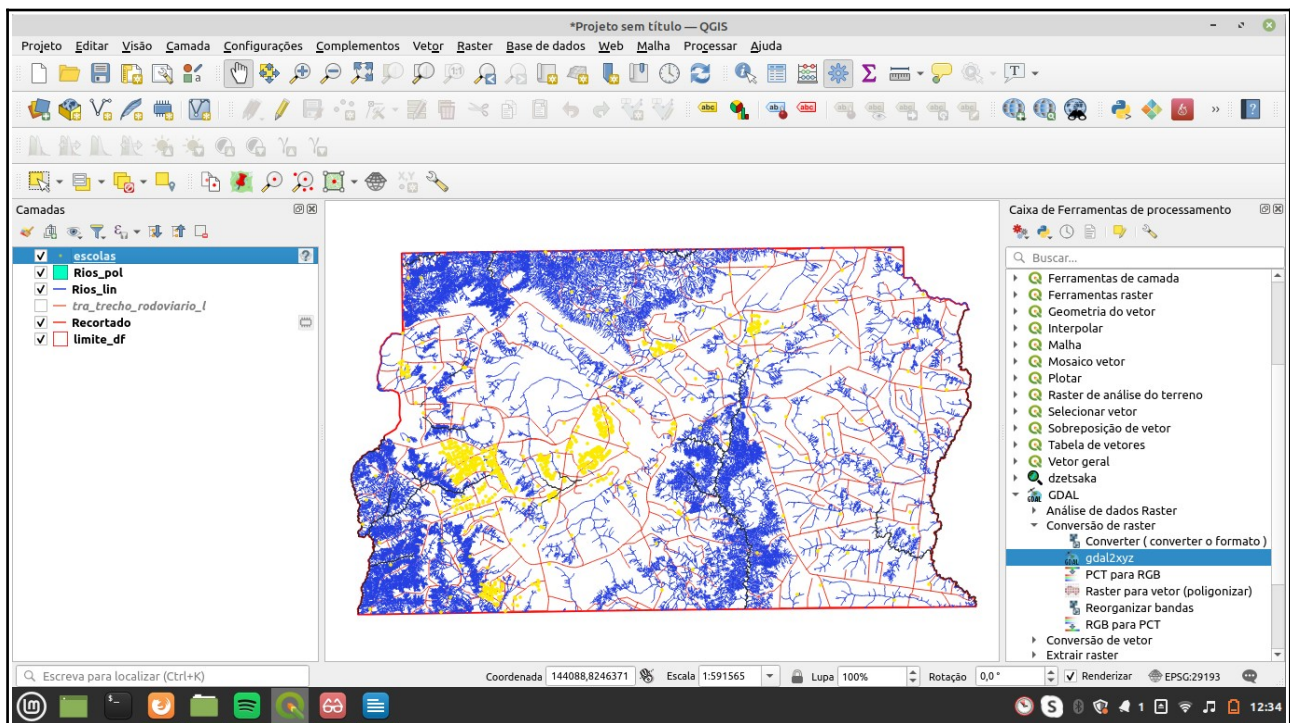 *Projeto sem título — QGIS
Projeto Editar Visão Camada Configurações Complementos Vetor Raster Base de dados Web Malha Processar Ajuda
Camadas
escolas
Rios_pol
Rios_lin
tra_trecho_rodoviario_l
Recortado
limite_df
Caixa de Ferramentas de processamento
Buscar...
Ferramentas de camada
Ferramentas raster
Geometria do vetor
Interpolar
Malha
Mosaico vetor
Plotar
Raster de análise do terreno
Selecionar vetor
Sobreposição de vetor
Tabela de vetores
Vetor geral
dzetsaka
GDAL
Análise de dados Raster
Conversão de raster
Converter ( converter o formato )
gdal2xyz
PCT para RGB
Raster para vetor (poligonizar)
Reorganizar bandas
RGB para PCT
Conversão de vetor
Extrair raster
Escreva para localizar (Ctrl+K)
Coordenada 144088,8246371 Escala 1:591565 Lupa 100% Rotação 0,0 ° Renderizar EPSG:29193
1 12:34